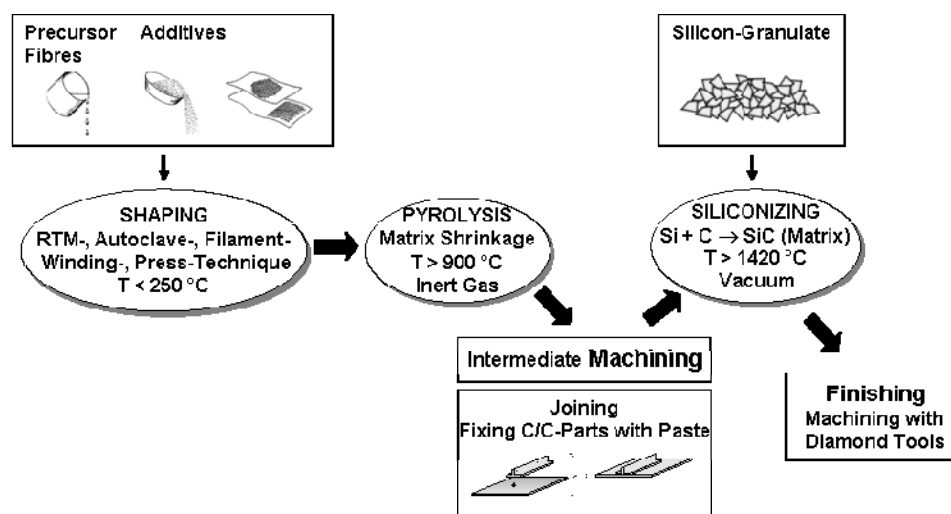 Precursor Additives
Fibres
Silicon-Granulate
SHAPING
RTM-, Autoclave-, Filament-
Winding-, Press-Technique
T < 250 °C
PYROLYSIS
Matrix Shrinkage
T > 900 °C
Inert Gas
SILICONIZING
Si + C → SiC (Matrix)
T > 1420 °C
Vacuum
Intermediate Machining
Joining
Fixing C/C-Parts with Paste
Finishing
Machining with
Diamond Tools